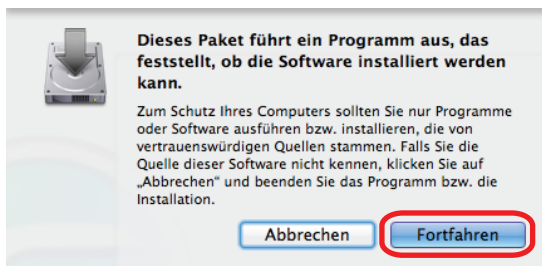 Dieses Paket führt ein Programm aus, das
feststellt, ob die Software installiert werden
kann.
Zum Schutz Ihres Computers sollten Sie nur Programme
oder Software ausführen bzw. installieren, die von
vertrauenswürdigen Quellen stammen. Falls Sie die
Quelle dieser Software nicht kennen, klicken Sie auf
„Abbrechen“ und beenden Sie das Programm bzw. die
Installation.
Abbrechen Fortfahren